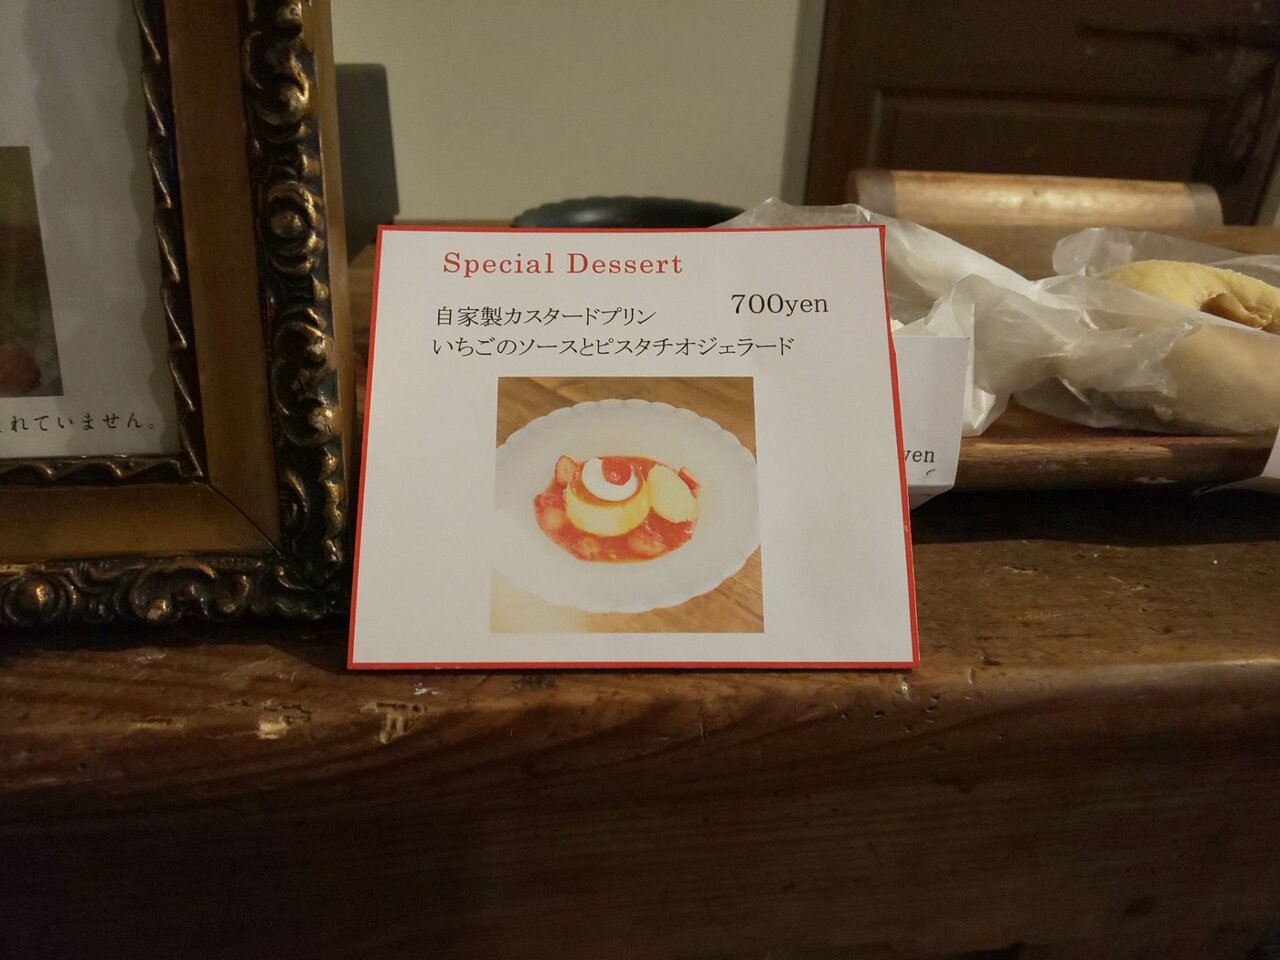 Special Dessert
700yen
自家製カスタードプリン
いちごのソースとピスタチオジェラード
れていません。
yen